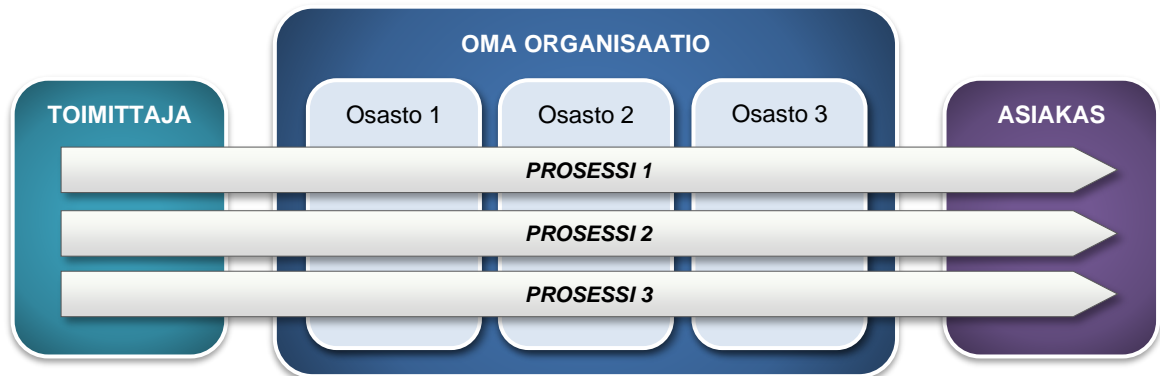 OMA ORGANISAATIO
TOIMITTAJA
Osasto 1
Osasto 2
Osasto 3
ASIAKAS
PROSESSI 1
PROSESSI 2
PROSESSI 3